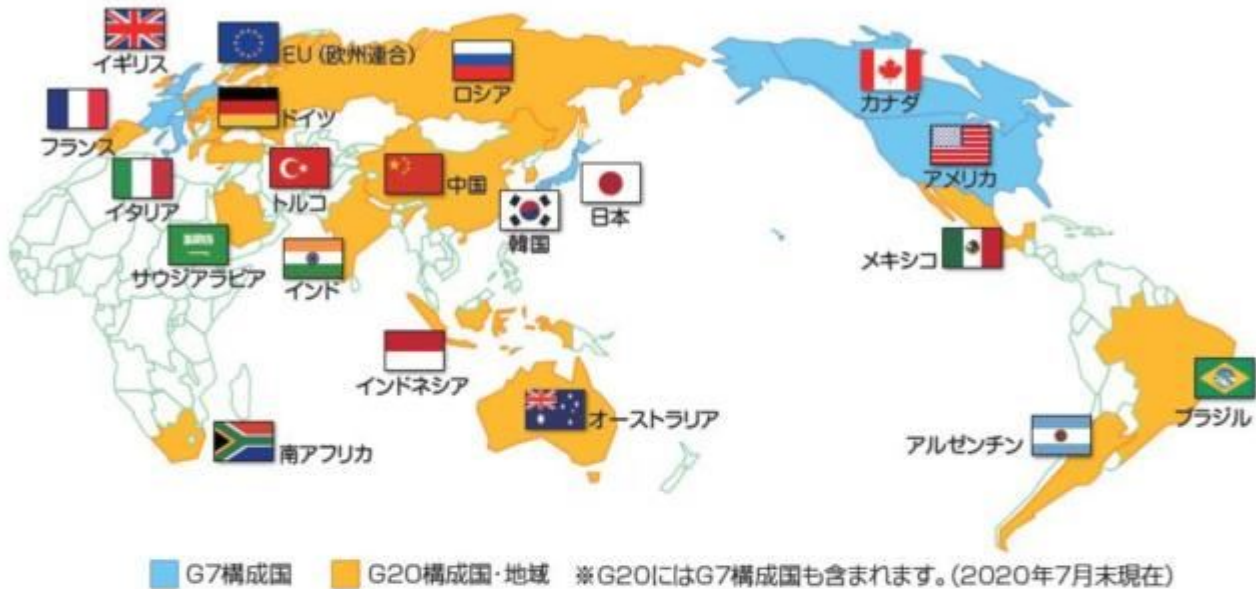 イギリス
EU（欧州連合）
ロシア
カナダ
フランス
ドイツ
アメリカ
イタリア
トルコ
中国
日本
韓国
サウジアラビア
インド
メキシコ
インドネシア
オーストラリア
ブラジル
アルゼンチン
南アフリカ
G7構成国
G20構成国・地域
※G20にはG7構成国も含まれます。(2020年7月末現在)